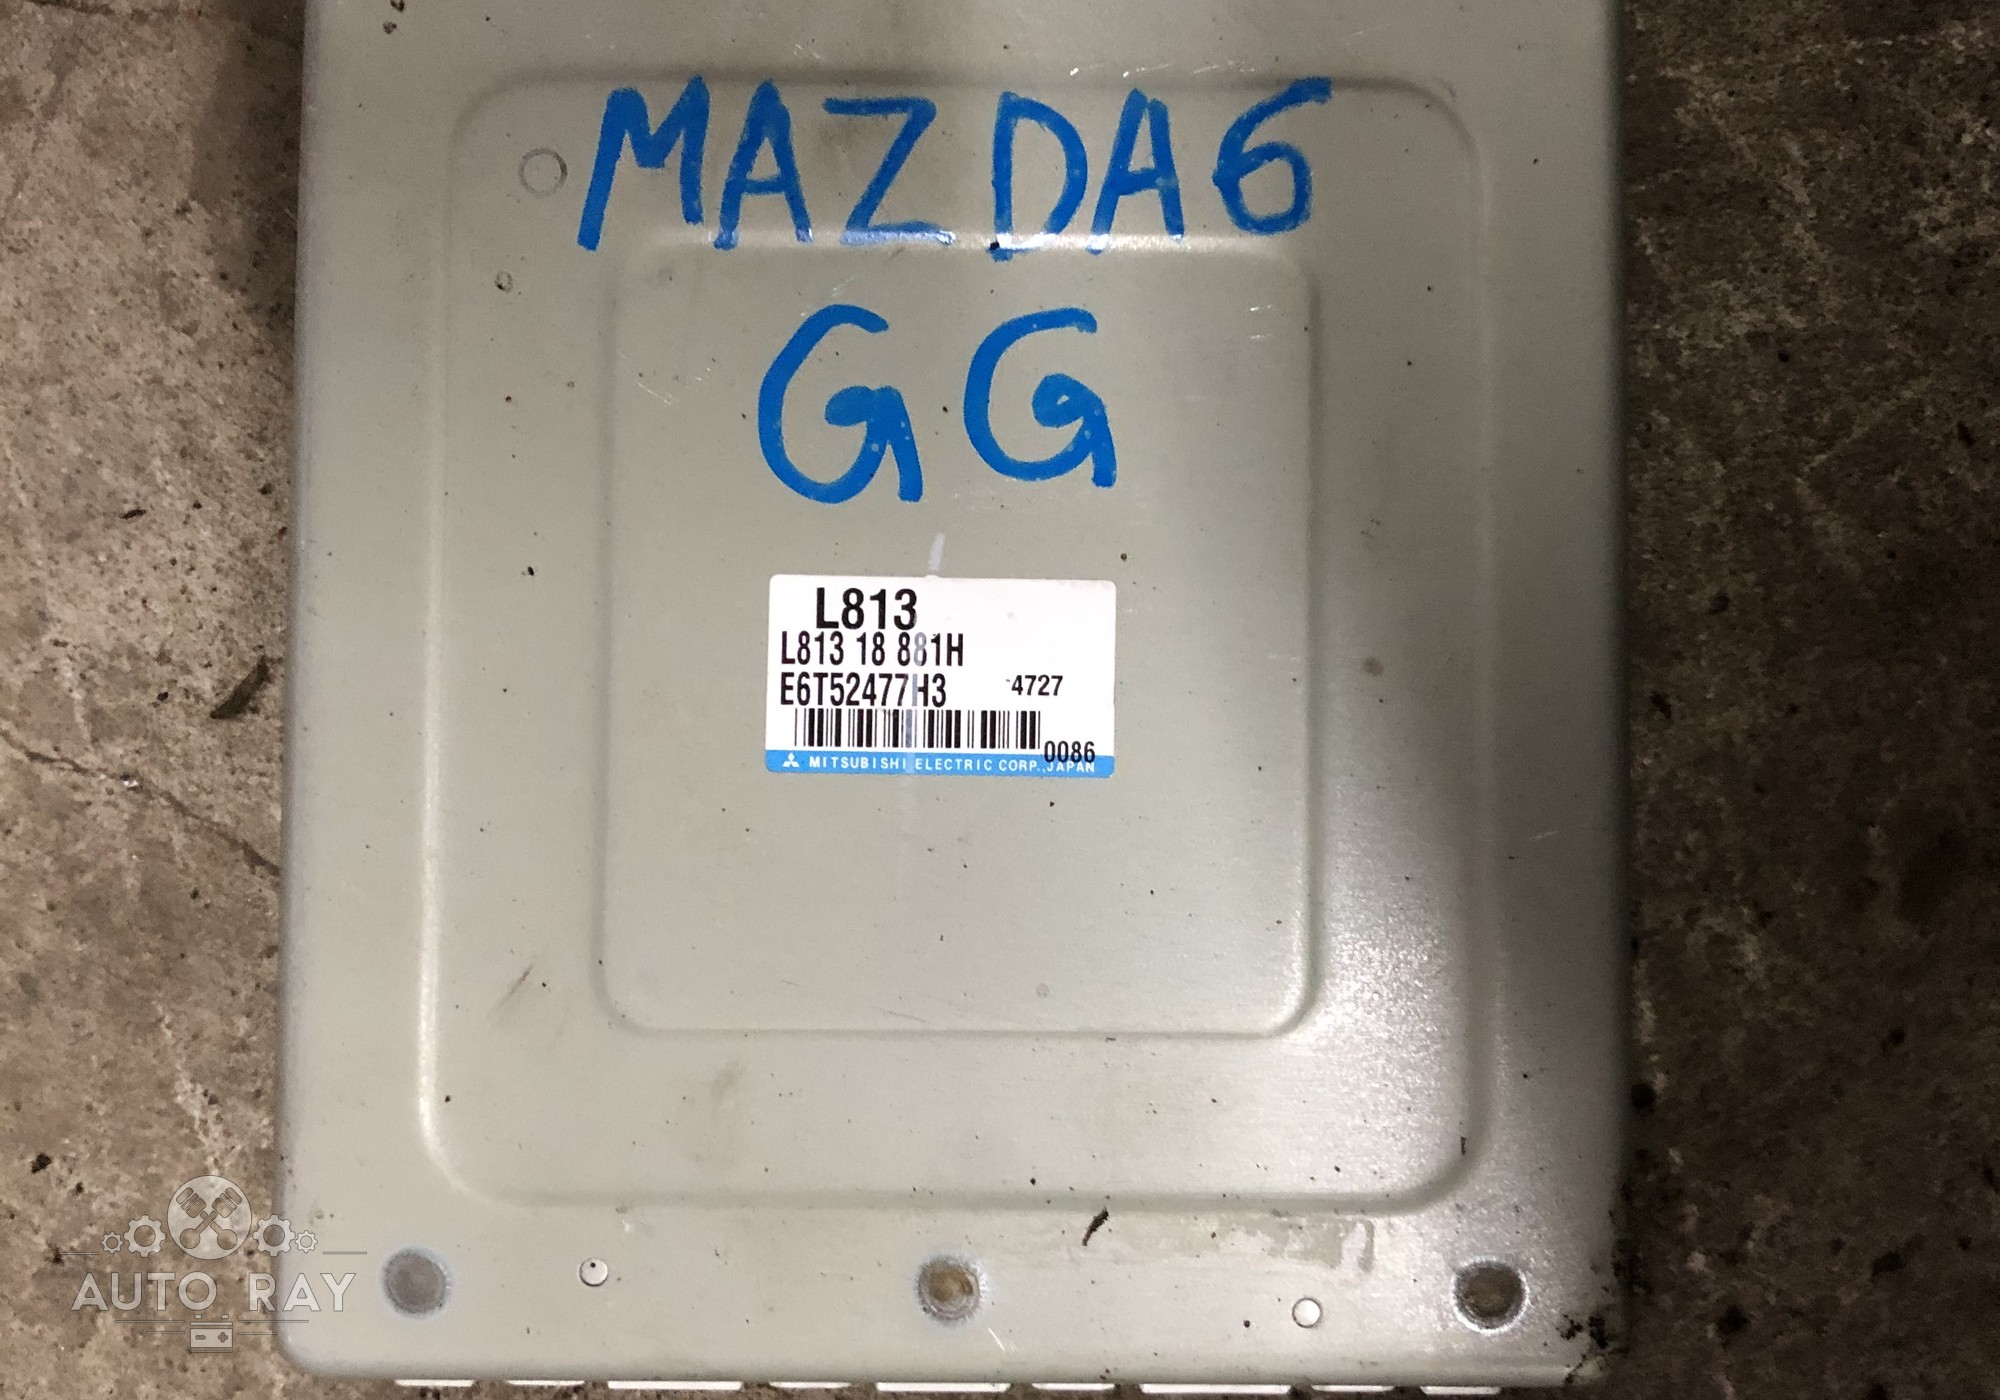 MAZDA6
GG
L813
L813 18 881H
E6T52477H3 4727
0086
MITSUBISHI ELECTRIC CORP.,JAPAN
AUTO RAY